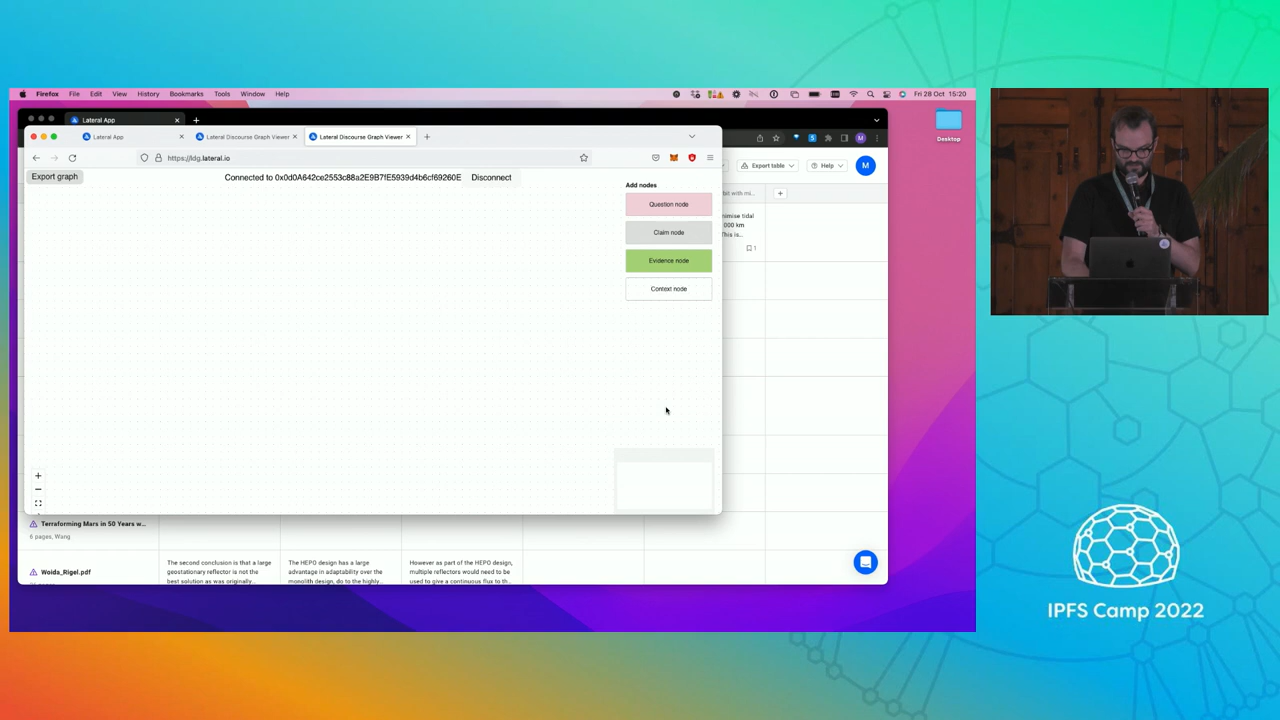 Firefox File Edit View History Bookmarks Tools Window Help
Fri 28 Oct 15:20
Lateral App
Lateral App
Lateral Discourse Graph Viewer
Lateral Discourse Graph Viewer
https://ldg.lateral.io
Export graph
Connected to 0x0d0A642ce2553c88a2E9B7fE5939d4b6cf69260E
Disconnect
Add nodes
Question node
Claim node
Evidence node
Context node
Export table
Help
M
M
Desktop
000 km
This is...
1
Terraforming Mars in 50 Years w...
6 pages, Wang
Woida_Rigel.pdf
The second conclusion is that a large
geostationary reflector is not the
best solution as was originally...
The HEPO design has a large
advantage in adaptability over the
monolith design, do to the highly...
However as part of the HEPO design,
multiple reflectors would need to be
used to give a continuous flux to th...
IPFS Camp 2022